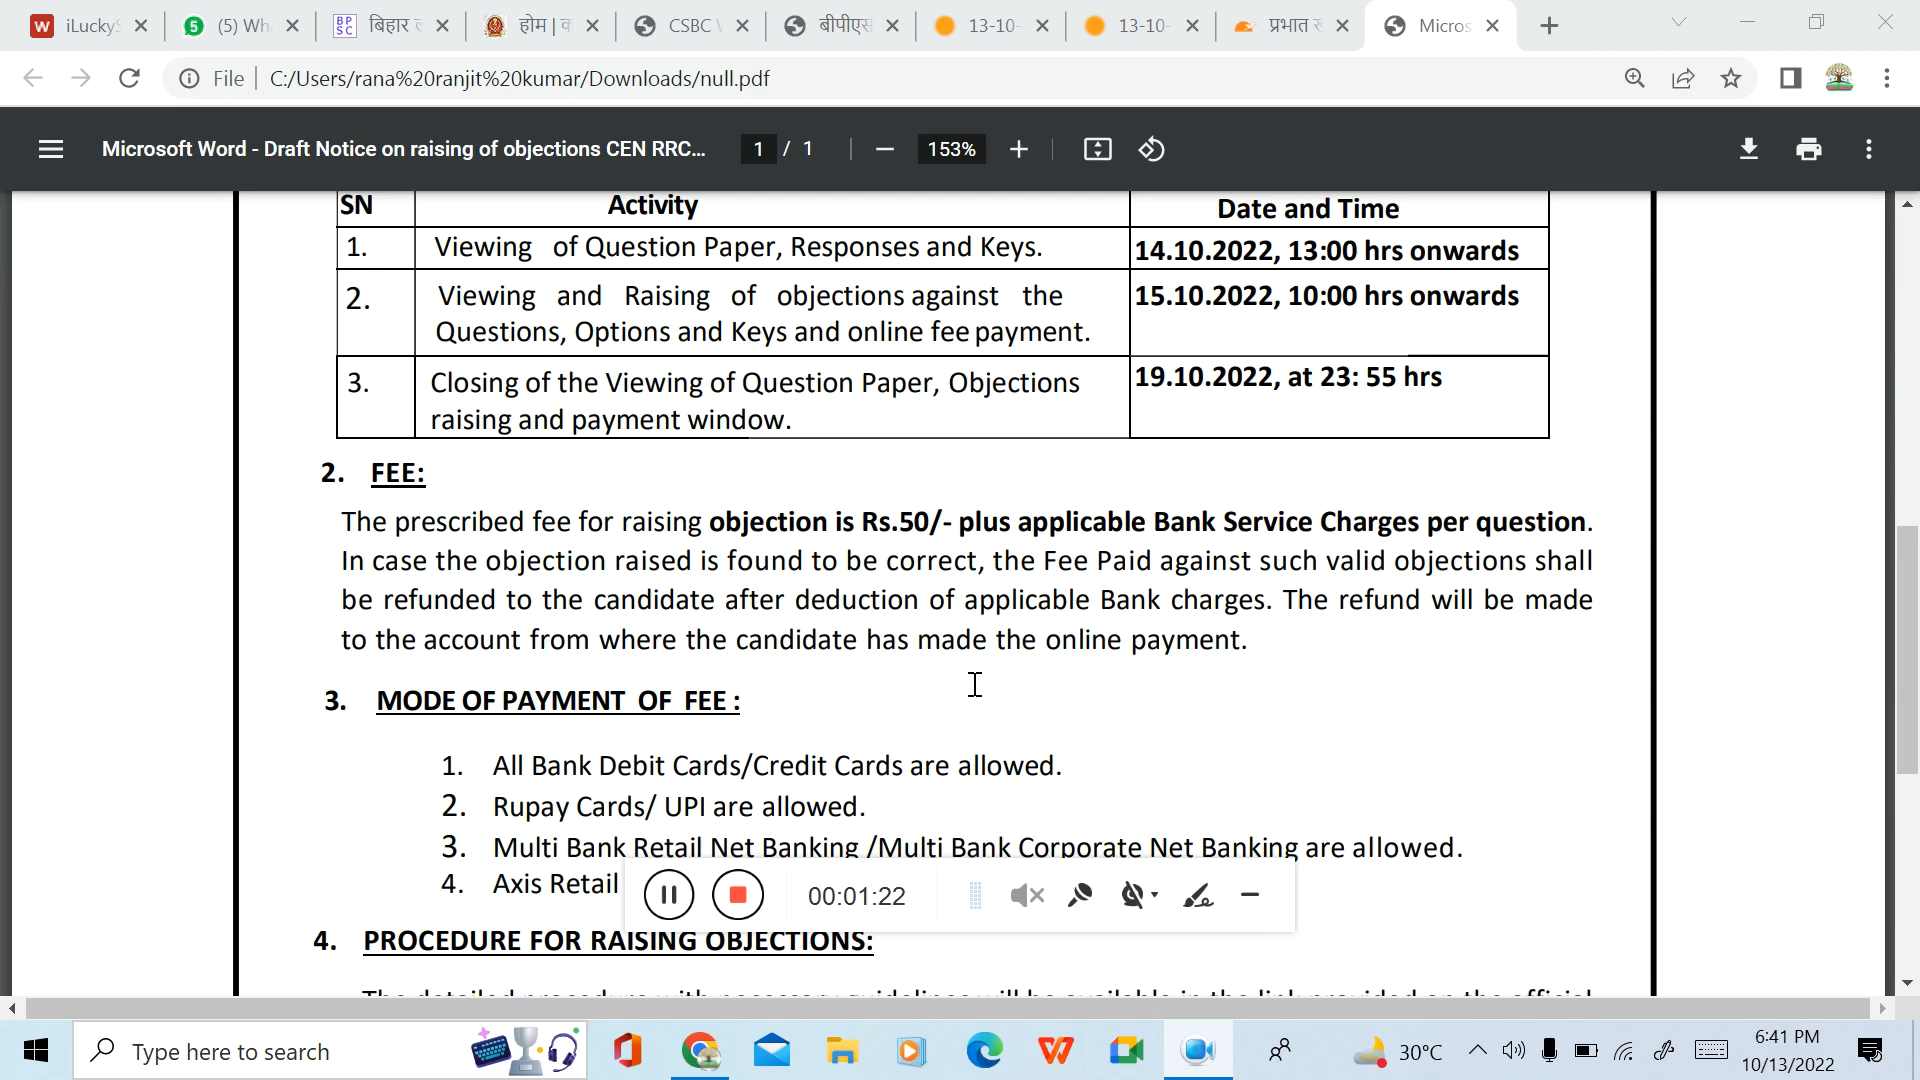 iLucky
(5) Wh
BP SC बिहार
होम | क
CSBC
बीपीएस
13-10-
13-10-
प्रभात
Micros
File
C:/Users/rana%20ranjit%20kumar/Downloads/null.pdf
Microsoft Word - Draft Notice on raising of objections CEN RRC...
1 / 1
153%
SN Activity Date and Time
1. Viewing of Question Paper, Responses and Keys. 14.10.2022, 13:00 hrs onwards
2. Viewing and Raising of objections against the 15.10.2022, 10:00 hrs onwards
Questions, Options and Keys and online fee payment.
3. Closing of the Viewing of Question Paper, Objections 19.10.2022, at 23: 55 hrs
raising and payment window.
2. FEE:
The prescribed fee for raising objection is Rs.50/- plus applicable Bank Service Charges per question.
In case the objection raised is found to be correct, the Fee Paid against such valid objections shall
be refunded to the candidate after deduction of applicable Bank charges. The refund will be made
to the account from where the candidate has made the online payment.
3. MODE OF PAYMENT OF FEE :
1. All Bank Debit Cards/Credit Cards are allowed.
2. Rupay Cards/ UPI are allowed.
3. Multi Bank Retail Net Banking /Multi Bank Corporate Net Banking are allowed.
4. Axis Retail
00:01:22
4. PROCEDURE FOR RAISING OBJECTIONS:
Type here to search
30°C
6:41 PM
10/13/2022